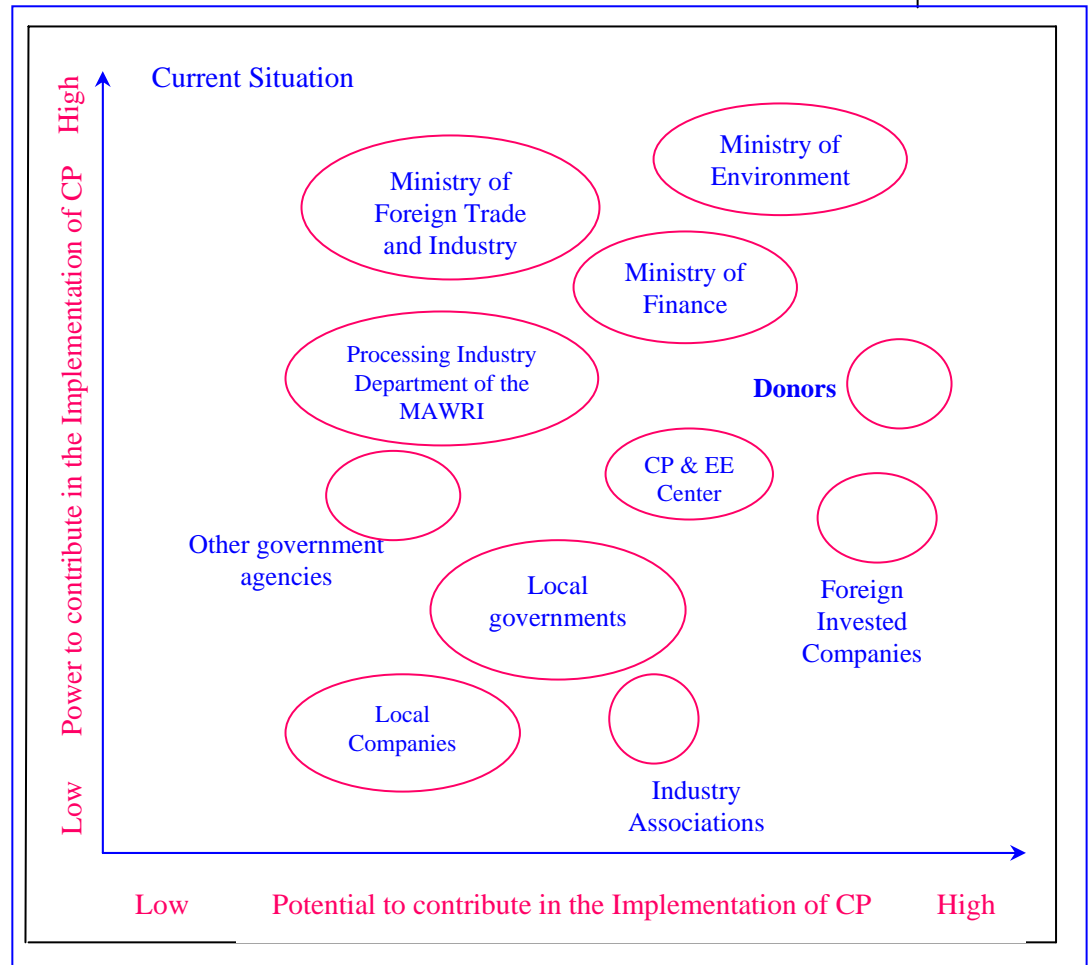 Current Situation
High
Power to contribute in the Implementation of CP
Low
Ministry of
Environment
Ministry of
Foreign Trade
and Industry
Ministry of
Finance
Processing Industry
Department of the
MAWRI
Donors
CP & EE
Center
Other government
agencies
Local
governments
Foreign
Invested
Companies
Local
Companies
Industry
Associations
Low
Potential to contribute in the Implementation of CP
High